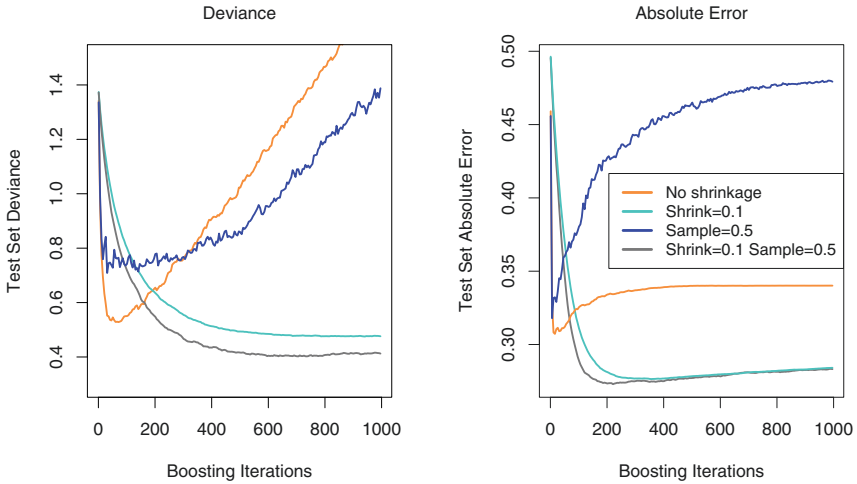 Deviance
Test Set Deviance
1.4
1.2
1.0
0.8
0.6
0.4
0 200 400 600 800 1000
Boosting Iterations
Absolute Error
Test Set Absolute Error
0.50
0.45
0.40
0.35
0.30
No shrinkage
Shrink=0.1
Sample=0.5
Shrink=0.1 Sample=0.5
0 200 400 600 800 1000
Boosting Iterations